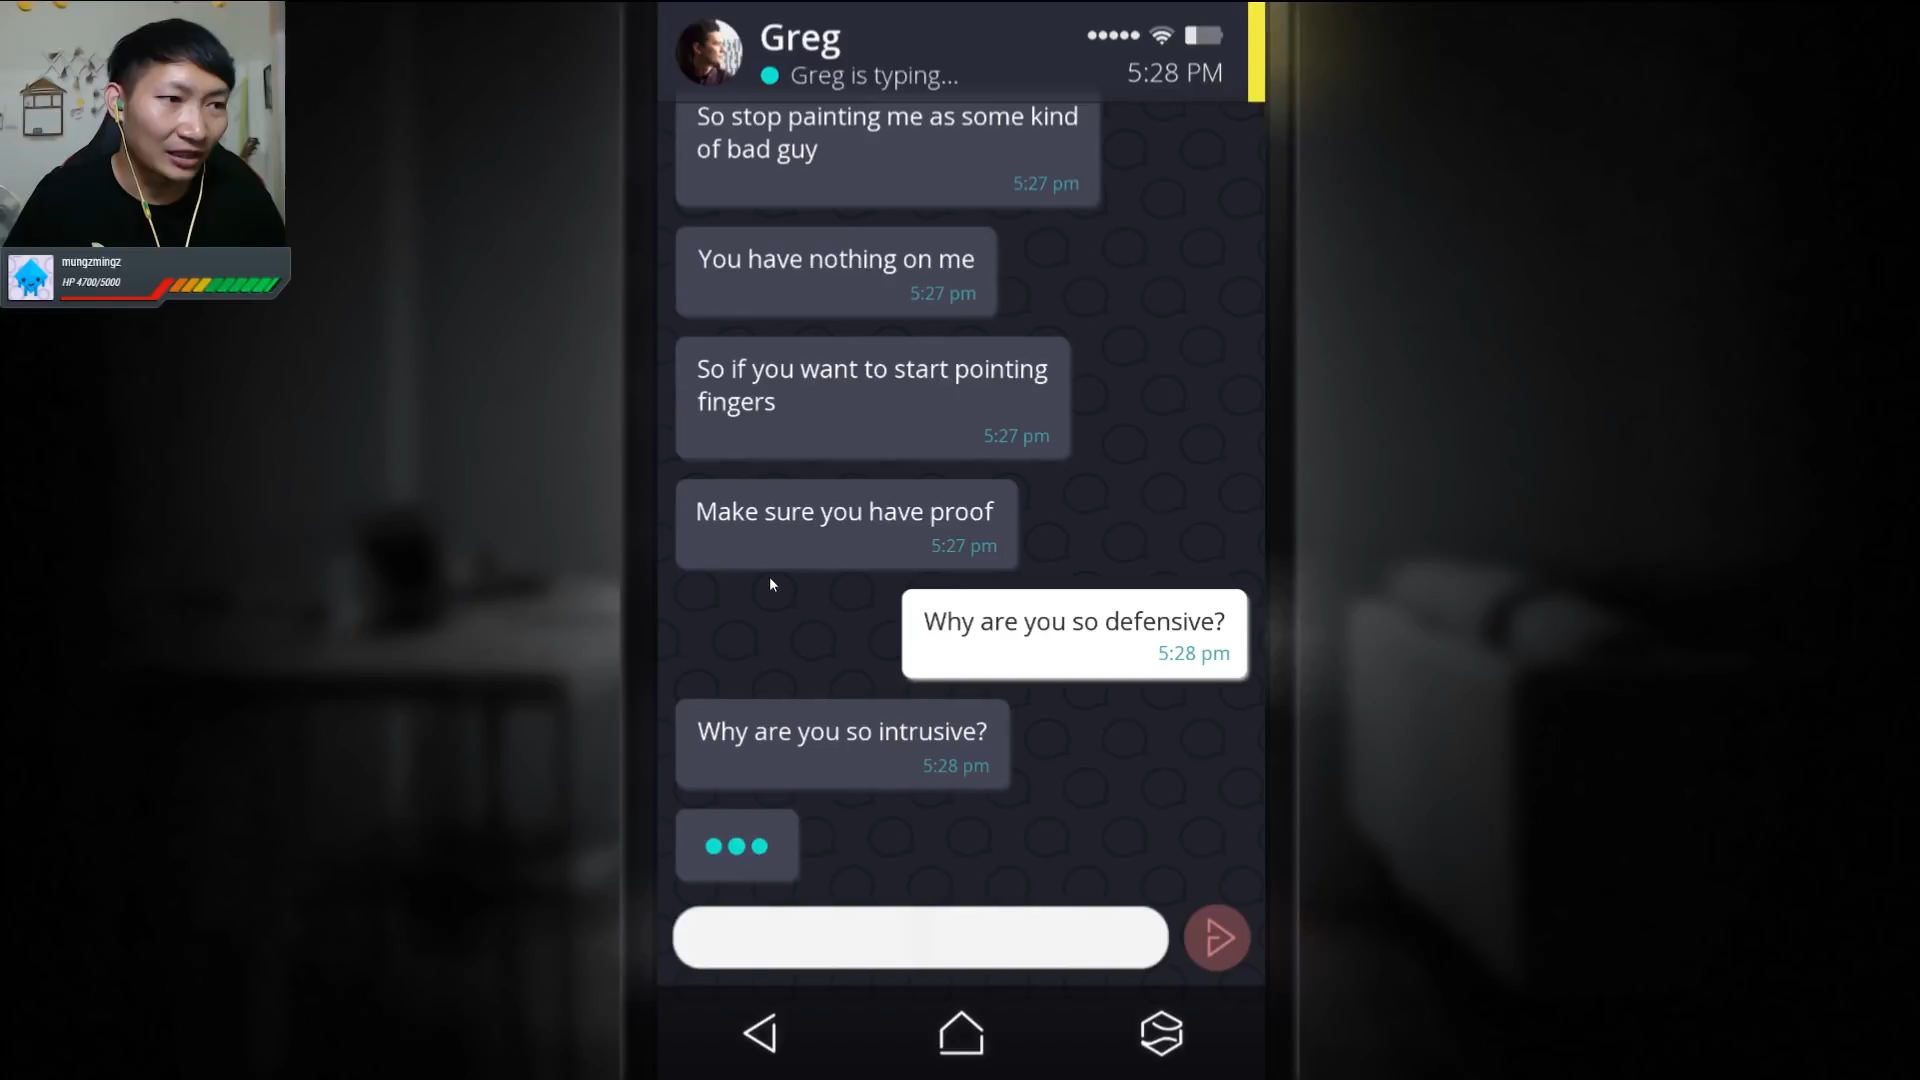 mungzmingz
HP 4700/5000
Greg
Greg is typing...
5:28 PM
So stop painting me as some kind
of bad guy
5:27 pm
You have nothing on me
5:27 pm
So if you want to start pointing
fingers
5:27 pm
Make sure you have proof
5:27 pm
Why are you so defensive?
5:28 pm
Why are you so intrusive?
5:28 pm